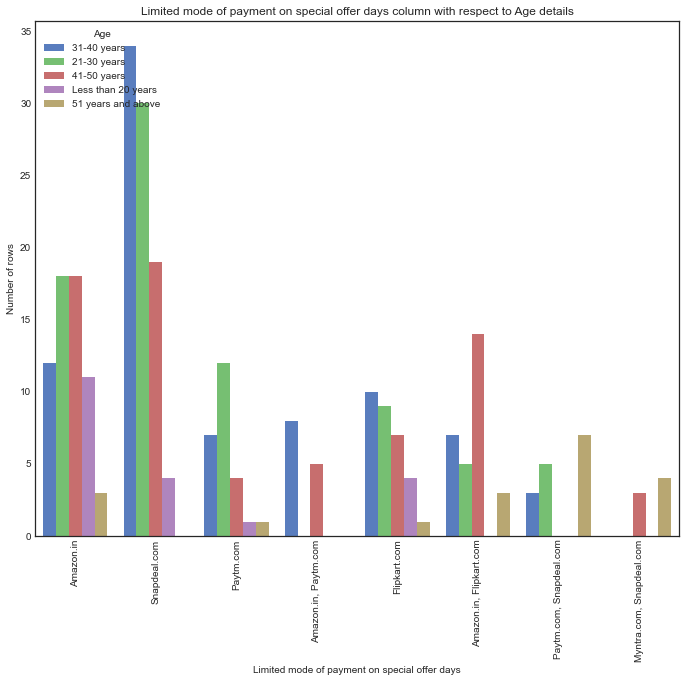 Limited mode of payment on special offer days column with respect to Age details
Age
31-40 years
21-30 years
41-50 yaers
Less than 20 years
51 years and above
35
30
25
20
15
10
5
0
Number of rows
Amazon.in
Snapdeal.com
Paytm.com
Amazon.in, Paytm.com
Flipkart.com
Amazon.in, Flipkart.com
Paytm.com, Snapdeal.com
Myntra.com, Snapdeal.com
Limited mode of payment on special offer days